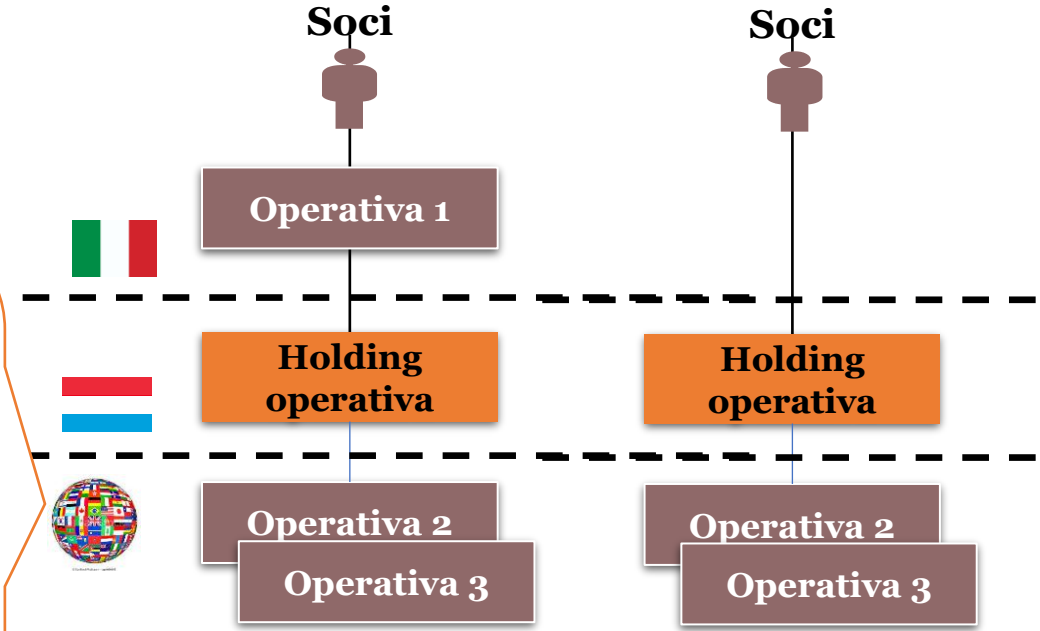 Soci
Soci
Operativa 1
Holding
operativa
Holding
operativa
Operativa 2
Operativa 3
Operativa 2
Operativa 3